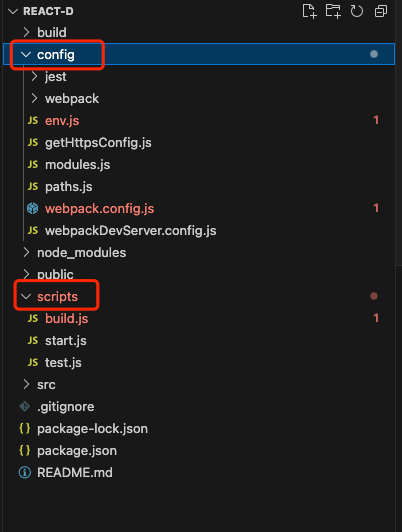 REACT-D
build
config
jest
webpack
JS env.js 1
JS getHttpsConfig.js
JS modules.js
JS paths.js
webpack.config.js 1
JS webpackDevServer.config.js
node_modules
public
scripts
JS build.js 1
JS start.js
JS test.js
src
.gitignore
{} package-lock.json
{} package.json
README.md